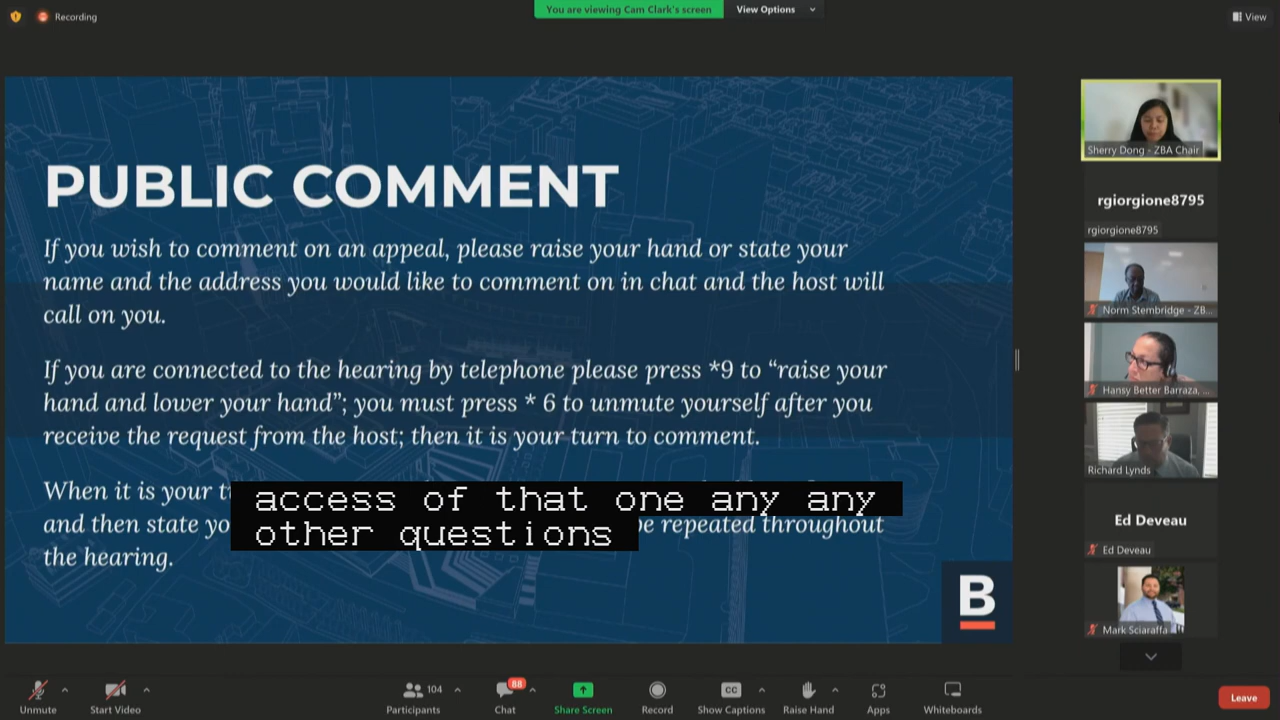 Recording
You are viewing Cam Clark's screen
View Options
View
PUBLIC COMMENT
If you wish to comment on an appeal, please raise your hand or state your
name and the address you would like to comment on in chat and the host will
call on you.
If you are connected to the hearing by telephone please press *9 to “raise your
hand and lower your hand”; you must press * 6 to unmute yourself after you
receive the request from the host; then it is your turn to comment.
When it is your
and then state
be repeated throughout
the hearing.
access of that one any any
other questions
B
Sherry Dong - ZBA Chair
rgiorgione8795
rgiorgione8795
Norm Stembridge - ZB...
Hansy Better Barraza, ...
Richard Lynds
Ed Deveau
Ed Deveau
Mark Sciaraffa
Unmute
Start Video
Participants
104
Chat
88
Share Screen
Record
CC
Show Captions
Raise Hand
Apps
Whiteboards
Leave